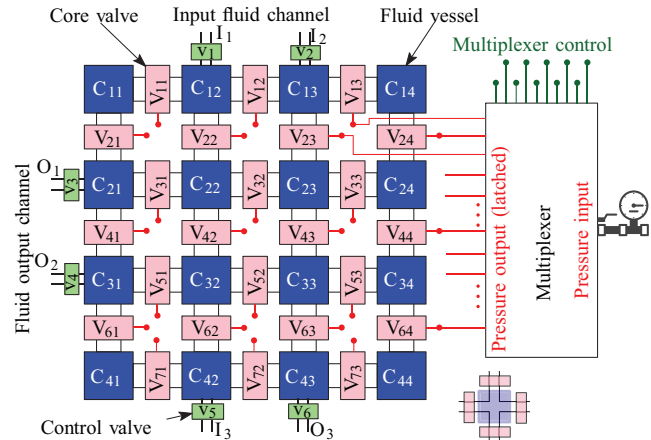 Core valve
Input fluid channel
Fluid vessel
I1
I2
Multiplexer control
v1
v2
C11
V11
C12
V12
C13
V13
C14
V21
V22
V23
V24
O1
v3
C21
V31
C22
V32
C23
V33
C24
V41
V42
V43
V44
O2
v4
C31
V51
C32
V52
C33
V53
C34
V61
V62
V63
V64
C41
V71
C42
V72
C43
V73
C44
v5
v6
Control valve
I3
O3
Fluid output channel
Pressure output (latched)
Multiplexer
Pressure input